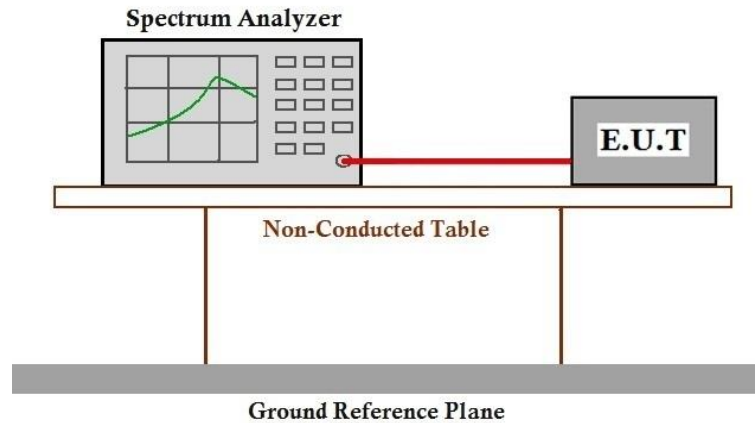 Spectrum Analyzer
E.U.T
Non-Conducted Table
Ground Reference Plane